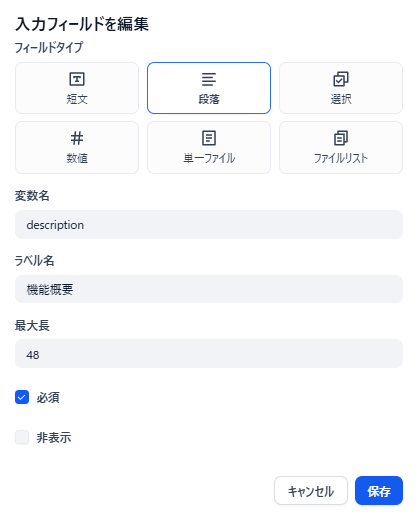 入力フィールドを編集
フィールドタイプ
短文 段落 選択
数値 単一ファイル ファイルリスト
変数名
description
ラベル名
機能概要
最大長
48
必須
非表示
キャンセル 保存